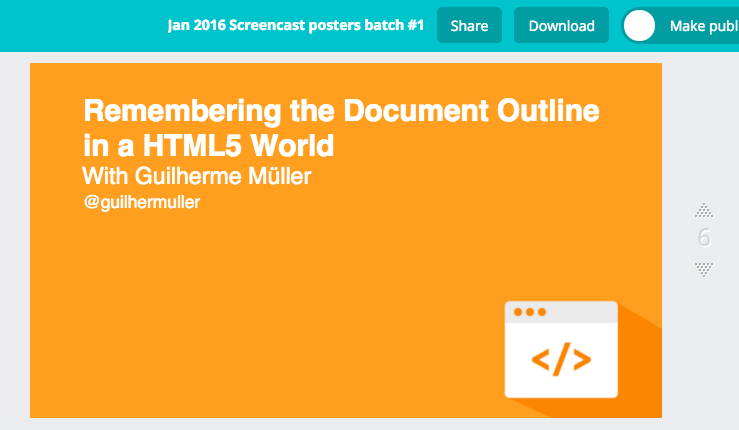 Jan 2016 Screencast posters batch #1 Share Download Make publ
Remembering the Document Outline
in a HTML5 World
With Guilherme Müller
@guilhermuller
6
</>